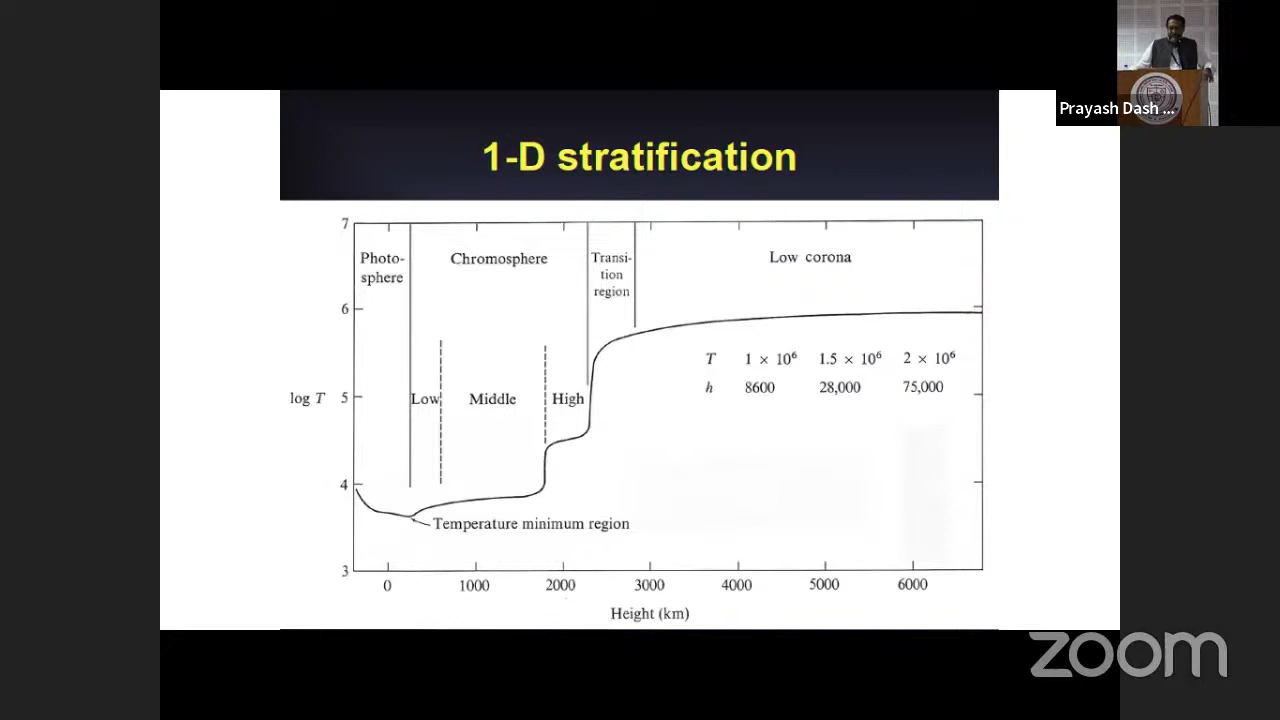 Prayash Dash ...
1-D stratification
7
Photo-
sphere
Chromosphere
Transi-
tion
region
Low corona
6
T 1 × 10⁶ 1.5 × 10⁶ 2 × 10⁶
h 8600 28,000 75,000
log T 5
Low Middle High
4
Temperature minimum region
3
0 1000 2000 3000 4000 5000 6000
Height (km)
zoom